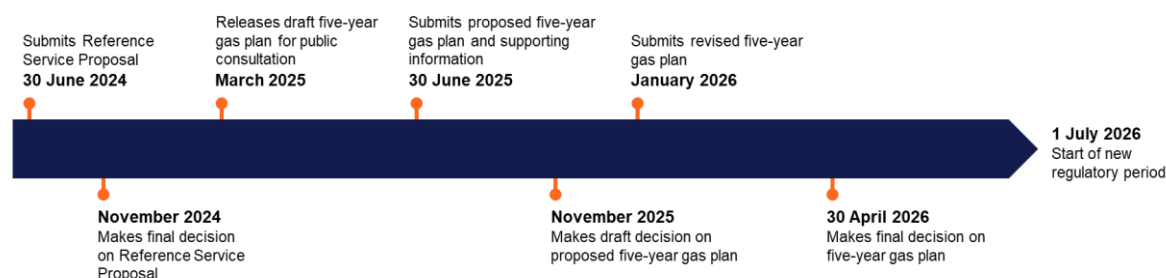 Submits Reference
Service Proposal
30 June 2024
Releases draft five-year
gas plan for public
consultation
March 2025
Submits proposed five-year
gas plan and supporting
information
30 June 2025
Submits revised five-year
gas plan
January 2026
1 July 2026
Start of new
regulatory period
November 2024
Makes final decision
on Reference Service
Proposal
November 2025
Makes draft decision on
proposed five-year gas plan
30 April 2026
Makes final decision on
five-year gas plan